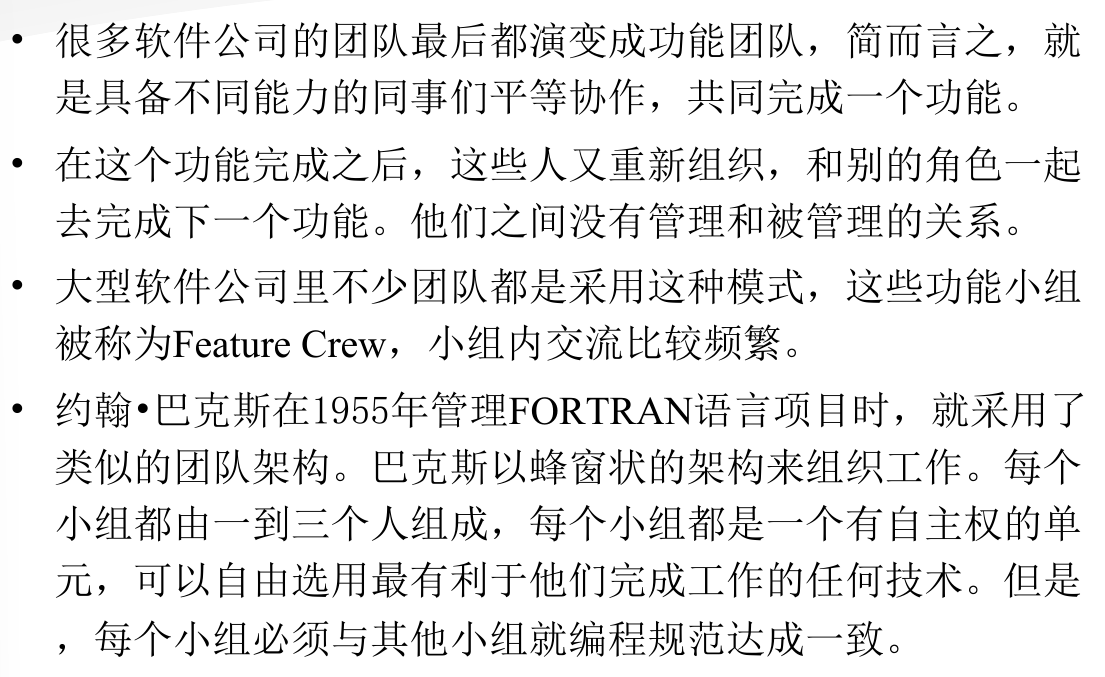 • 很多软件公司的团队最后都演变成功能团队，简而言之，就
是具备不同能力的同事们平等协作，共同完成一个功能。
• 在这个功能完成之后，这些人又重新组织，和别的角色一起
去完成下一个功能。他们之间没有管理和被管理的关系。
• 大型软件公司里不少团队都是采用这种模式，这些功能小组
被称为Feature Crew，小组内交流比较频繁。
• 约翰•巴克斯在1955年管理FORTRAN语言项目时，就采用了
类似的团队架构。巴克斯以蜂窗状的架构来组织工作。每个
小组都由一到三个人组成，每个小组都是一个有自主权的单
元，可以自由选用最有利于他们完成工作的任何技术。但是
，每个小组必须与其他小组就编程规范达成一致。